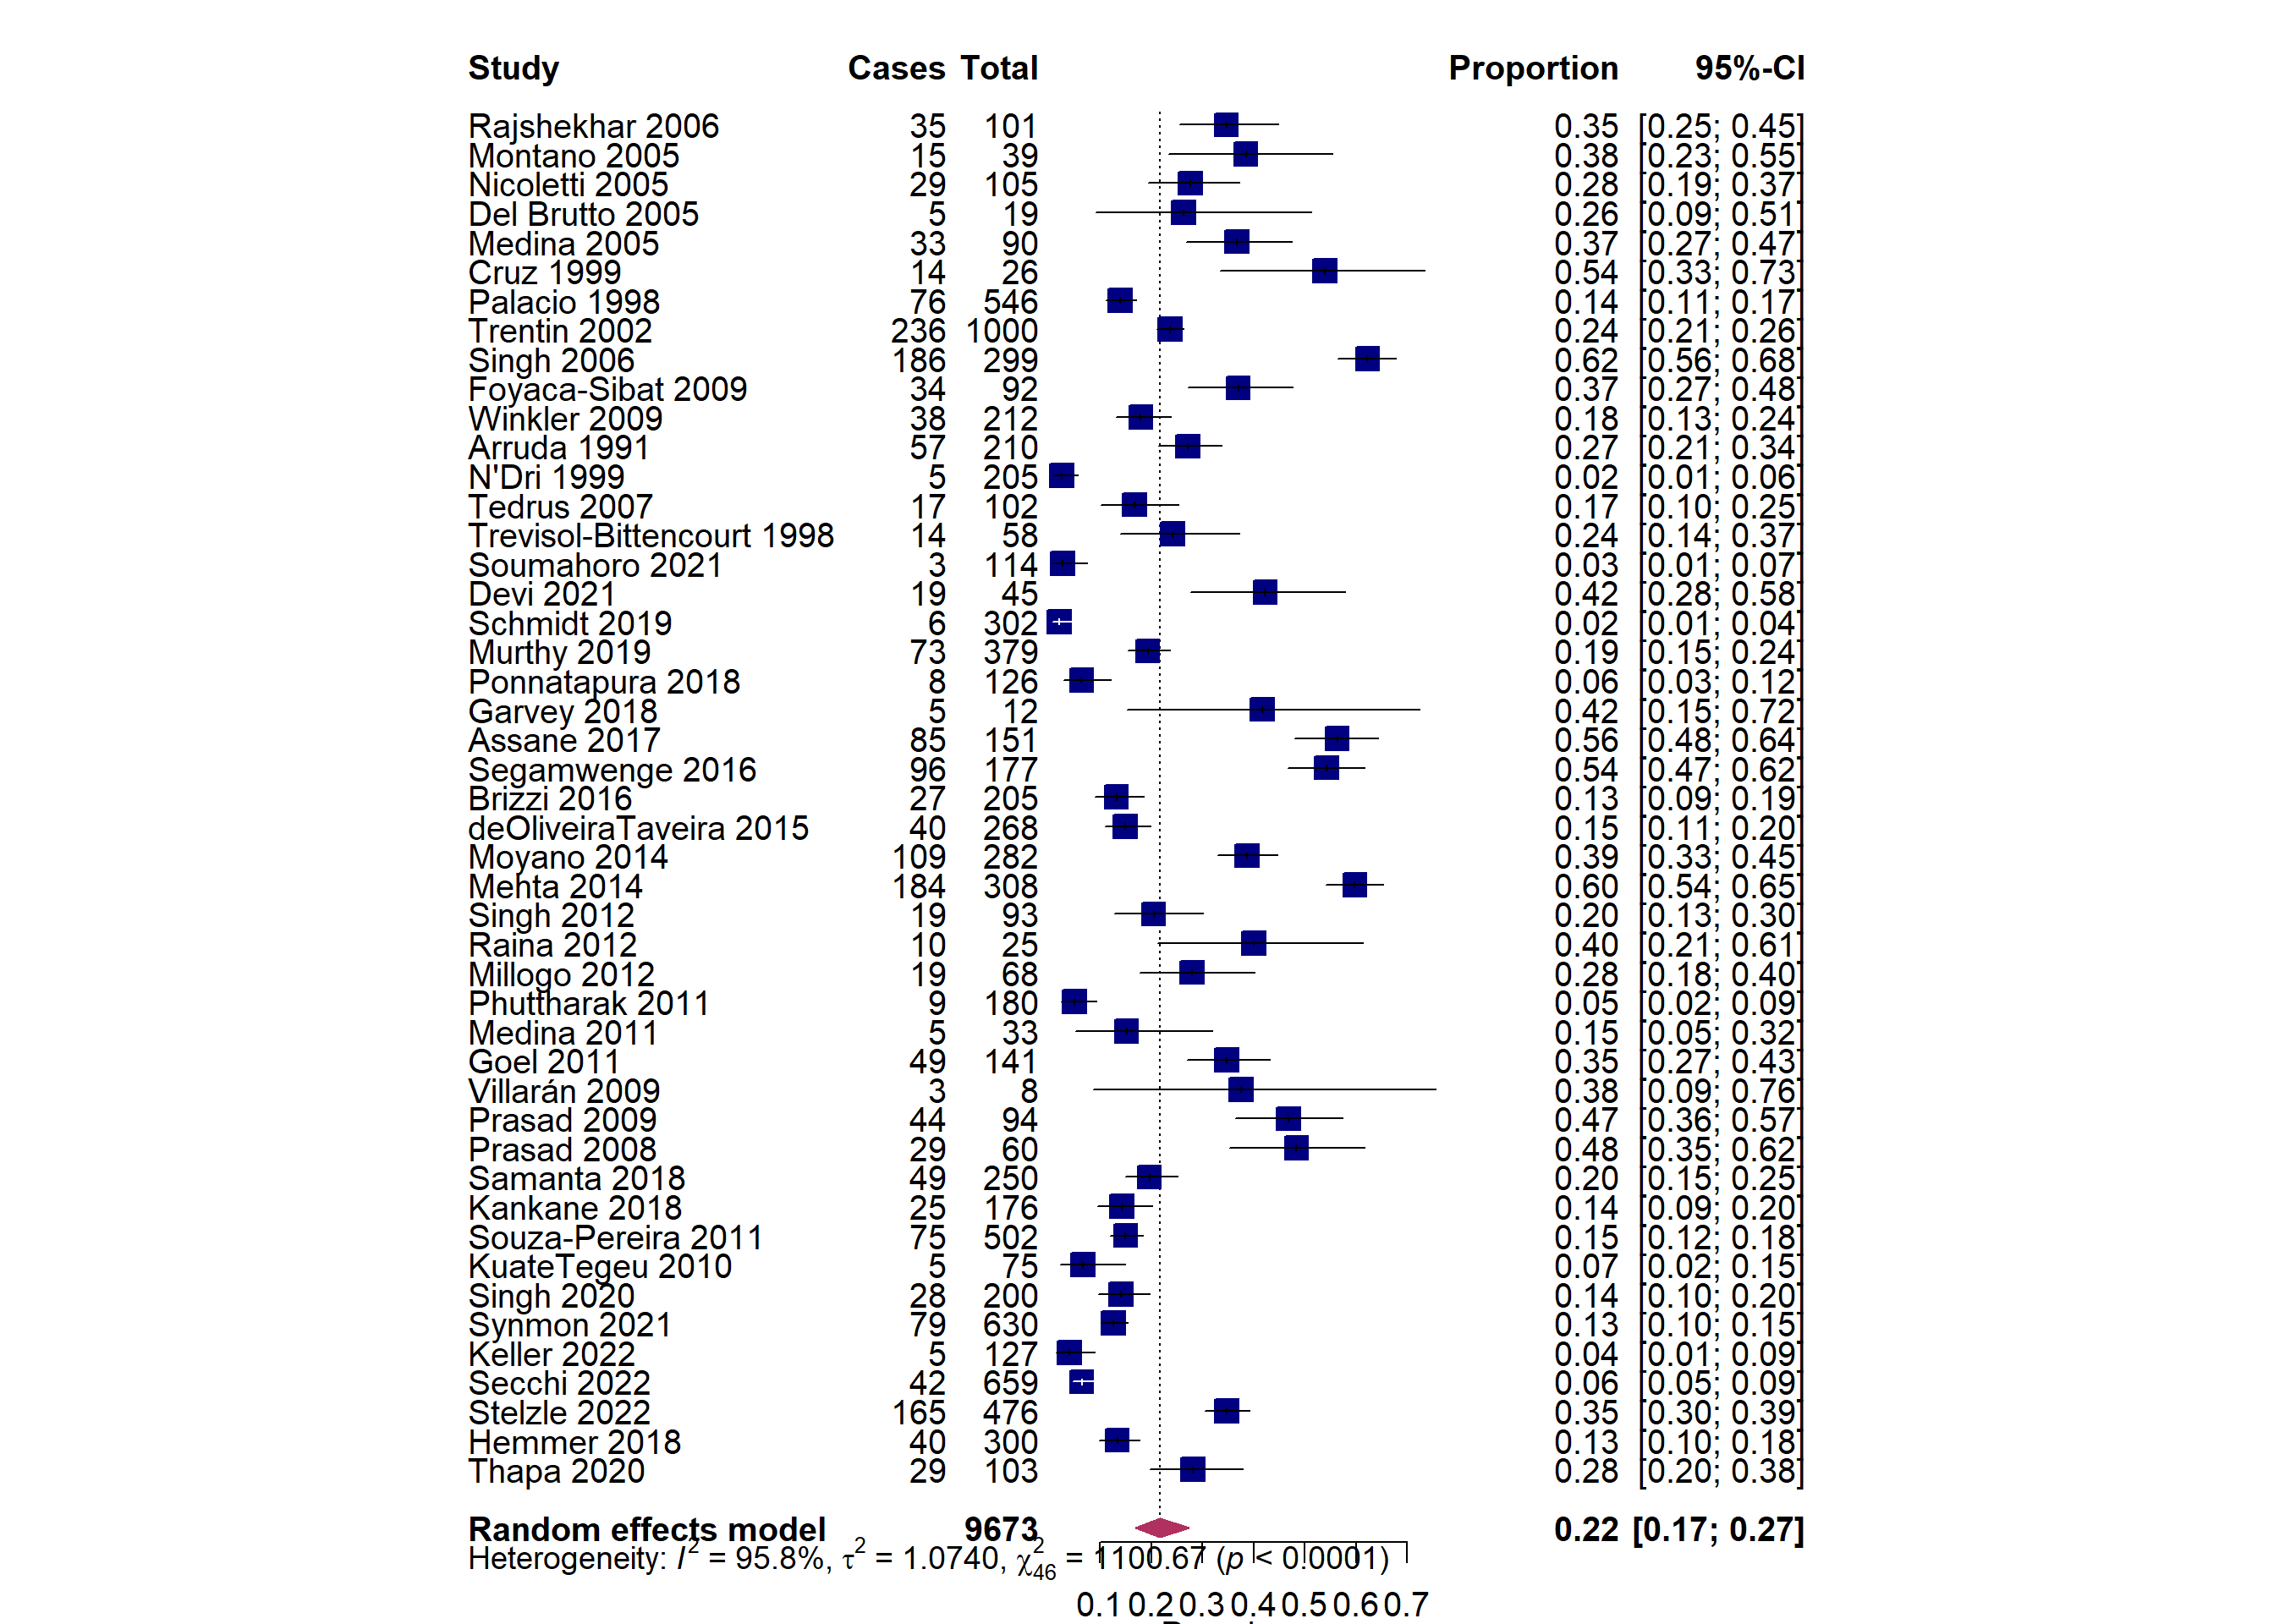 Study Cases Total Proportion 95%-CI
Rajshekhar 2006 35 101 0.35 [0.25; 0.45]
Montano 2005 15 39 0.38 [0.23; 0.55]
Nicoletti 2005 29 105 0.28 [0.19; 0.37]
Del Brutto 2005 5 19 0.26 [0.09; 0.51]
Medina 2005 33 90 0.37 [0.27; 0.47]
Cruz 1999 14 26 0.54 [0.33; 0.73]
Palacio 1998 76 546 0.14 [0.11; 0.17]
Trentin 2002 236 1000 0.24 [0.21; 0.26]
Singh 2006 186 299 0.62 [0.56; 0.68]
Foyaca-Sibat 2009 34 92 0.37 [0.27; 0.48]
Winkler 2009 38 212 0.18 [0.13; 0.24]
Arruda 1991 57 210 0.27 [0.21; 0.34]
N'Dri 1999 5 205 0.02 [0.01; 0.06]
Tedrus 2007 17 102 0.17 [0.10; 0.25]
Trevisol-Bittencourt 1998 14 58 0.24 [0.14; 0.37]
Soumahoro 2021 3 114 0.03 [0.01; 0.07]
Devi 2021 19 45 0.42 [0.28; 0.58]
Schmidt 2019 6 302 0.02 [0.01; 0.04]
Murthy 2019 73 379 0.19 [0.15; 0.24]
Ponnatapura 2018 8 126 0.06 [0.03; 0.12]
Garvey 2018 5 12 0.42 [0.15; 0.72]
Assane 2017 85 151 0.56 [0.48; 0.64]
Segamwenge 2016 96 177 0.54 [0.47; 0.62]
Brizzi 2016 27 205 0.13 [0.09; 0.19]
deOliveiraTaveira 2015 40 268 0.15 [0.11; 0.20]
Moyano 2014 109 282 0.39 [0.33; 0.45]
Mehta 2014 184 308 0.60 [0.54; 0.65]
Singh 2012 19 93 0.20 [0.13; 0.30]
Raina 2012 10 25 0.40 [0.21; 0.61]
Millogo 2012 19 68 0.28 [0.18; 0.40]
Phuttharak 2011 9 180 0.05 [0.02; 0.09]
Medina 2011 5 33 0.15 [0.05; 0.32]
Goel 2011 49 141 0.35 [0.27; 0.43]
Villarán 2009 3 8 0.38 [0.09; 0.76]
Prasad 2009 44 94 0.47 [0.36; 0.57]
Prasad 2008 29 60 0.48 [0.35; 0.62]
Samanta 2018 49 250 0.20 [0.15; 0.25]
Kankane 2018 25 176 0.14 [0.09; 0.20]
Souza-Pereira 2011 75 502 0.15 [0.12; 0.18]
KuateTegeu 2010 5 75 0.07 [0.02; 0.15]
Singh 2020 28 200 0.14 [0.10; 0.20]
Synmon 2021 79 630 0.13 [0.10; 0.15]
Keller 2022 5 127 0.04 [0.01; 0.09]
Secchi 2022 42 659 0.06 [0.05; 0.09]
Stelzle 2022 165 476 0.35 [0.30; 0.39]
Hemmer 2018 40 300 0.13 [0.10; 0.18]
Thapa 2020 29 103 0.28 [0.20; 0.38]
Random effects model 9673 0.22 [0.17; 0.27]
Heterogeneity: I² = 95.8%, τ² = 1.0740, χ²₄₆ = 1100.67 (p < 0.0001)
0.1 0.2 0.3 0.4 0.5 0.6 0.7